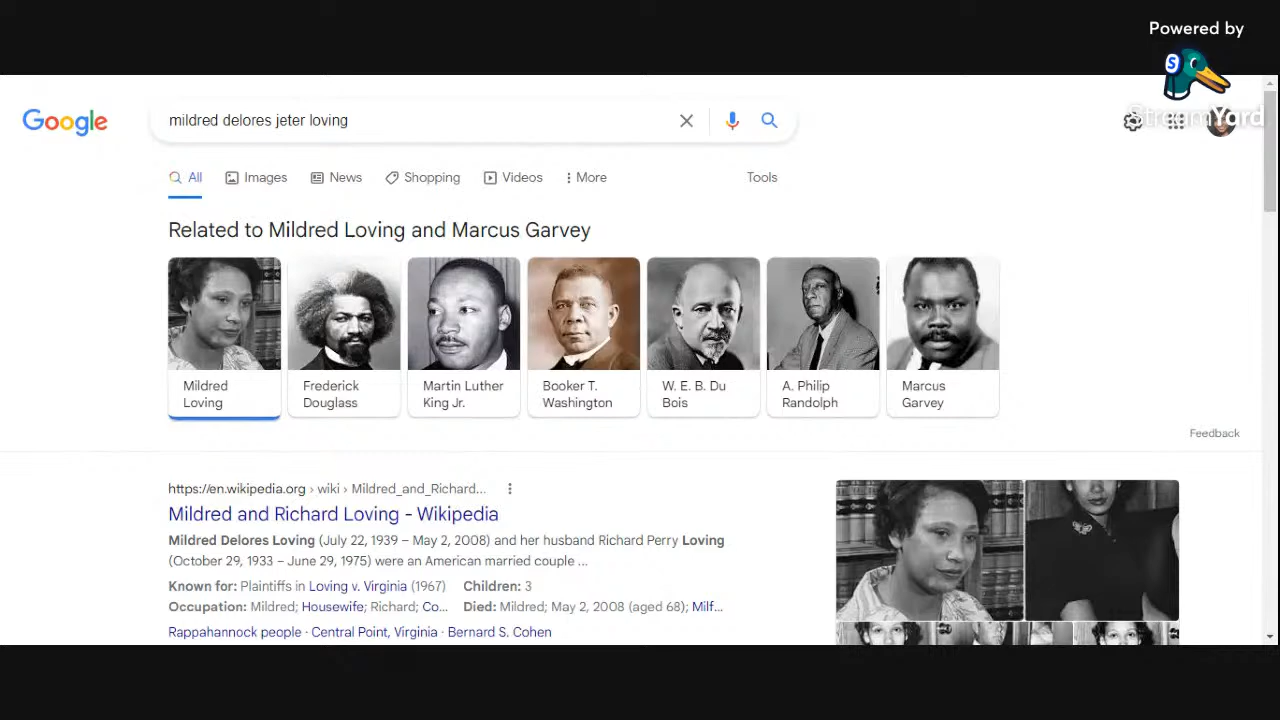 Powered by
S
StreamYard
Google
mildred delores jeter loving
All Images News Shopping Videos More Tools
Related to Mildred Loving and Marcus Garvey
Mildred Loving
Frederick Douglass
Martin Luther King Jr.
Booker T. Washington
W. E. B. Du Bois
A. Philip Randolph
Marcus Garvey
Feedback
https://en.wikipedia.org › wiki › Mildred_and_Richard...
Mildred and Richard Loving - Wikipedia
Mildred Delores Loving (July 22, 1939 – May 2, 2008) and her husband Richard Perry Loving
(October 29, 1933 – June 29, 1975) were an American married couple ...
Known for: Plaintiffs in Loving v. Virginia (1967) Children: 3
Occupation: Mildred; Housewife; Richard; Co... Died: Mildred; May 2, 2008 (aged 68); Milf...
Rappahannock people · Central Point, Virginia · Bernard S. Cohen